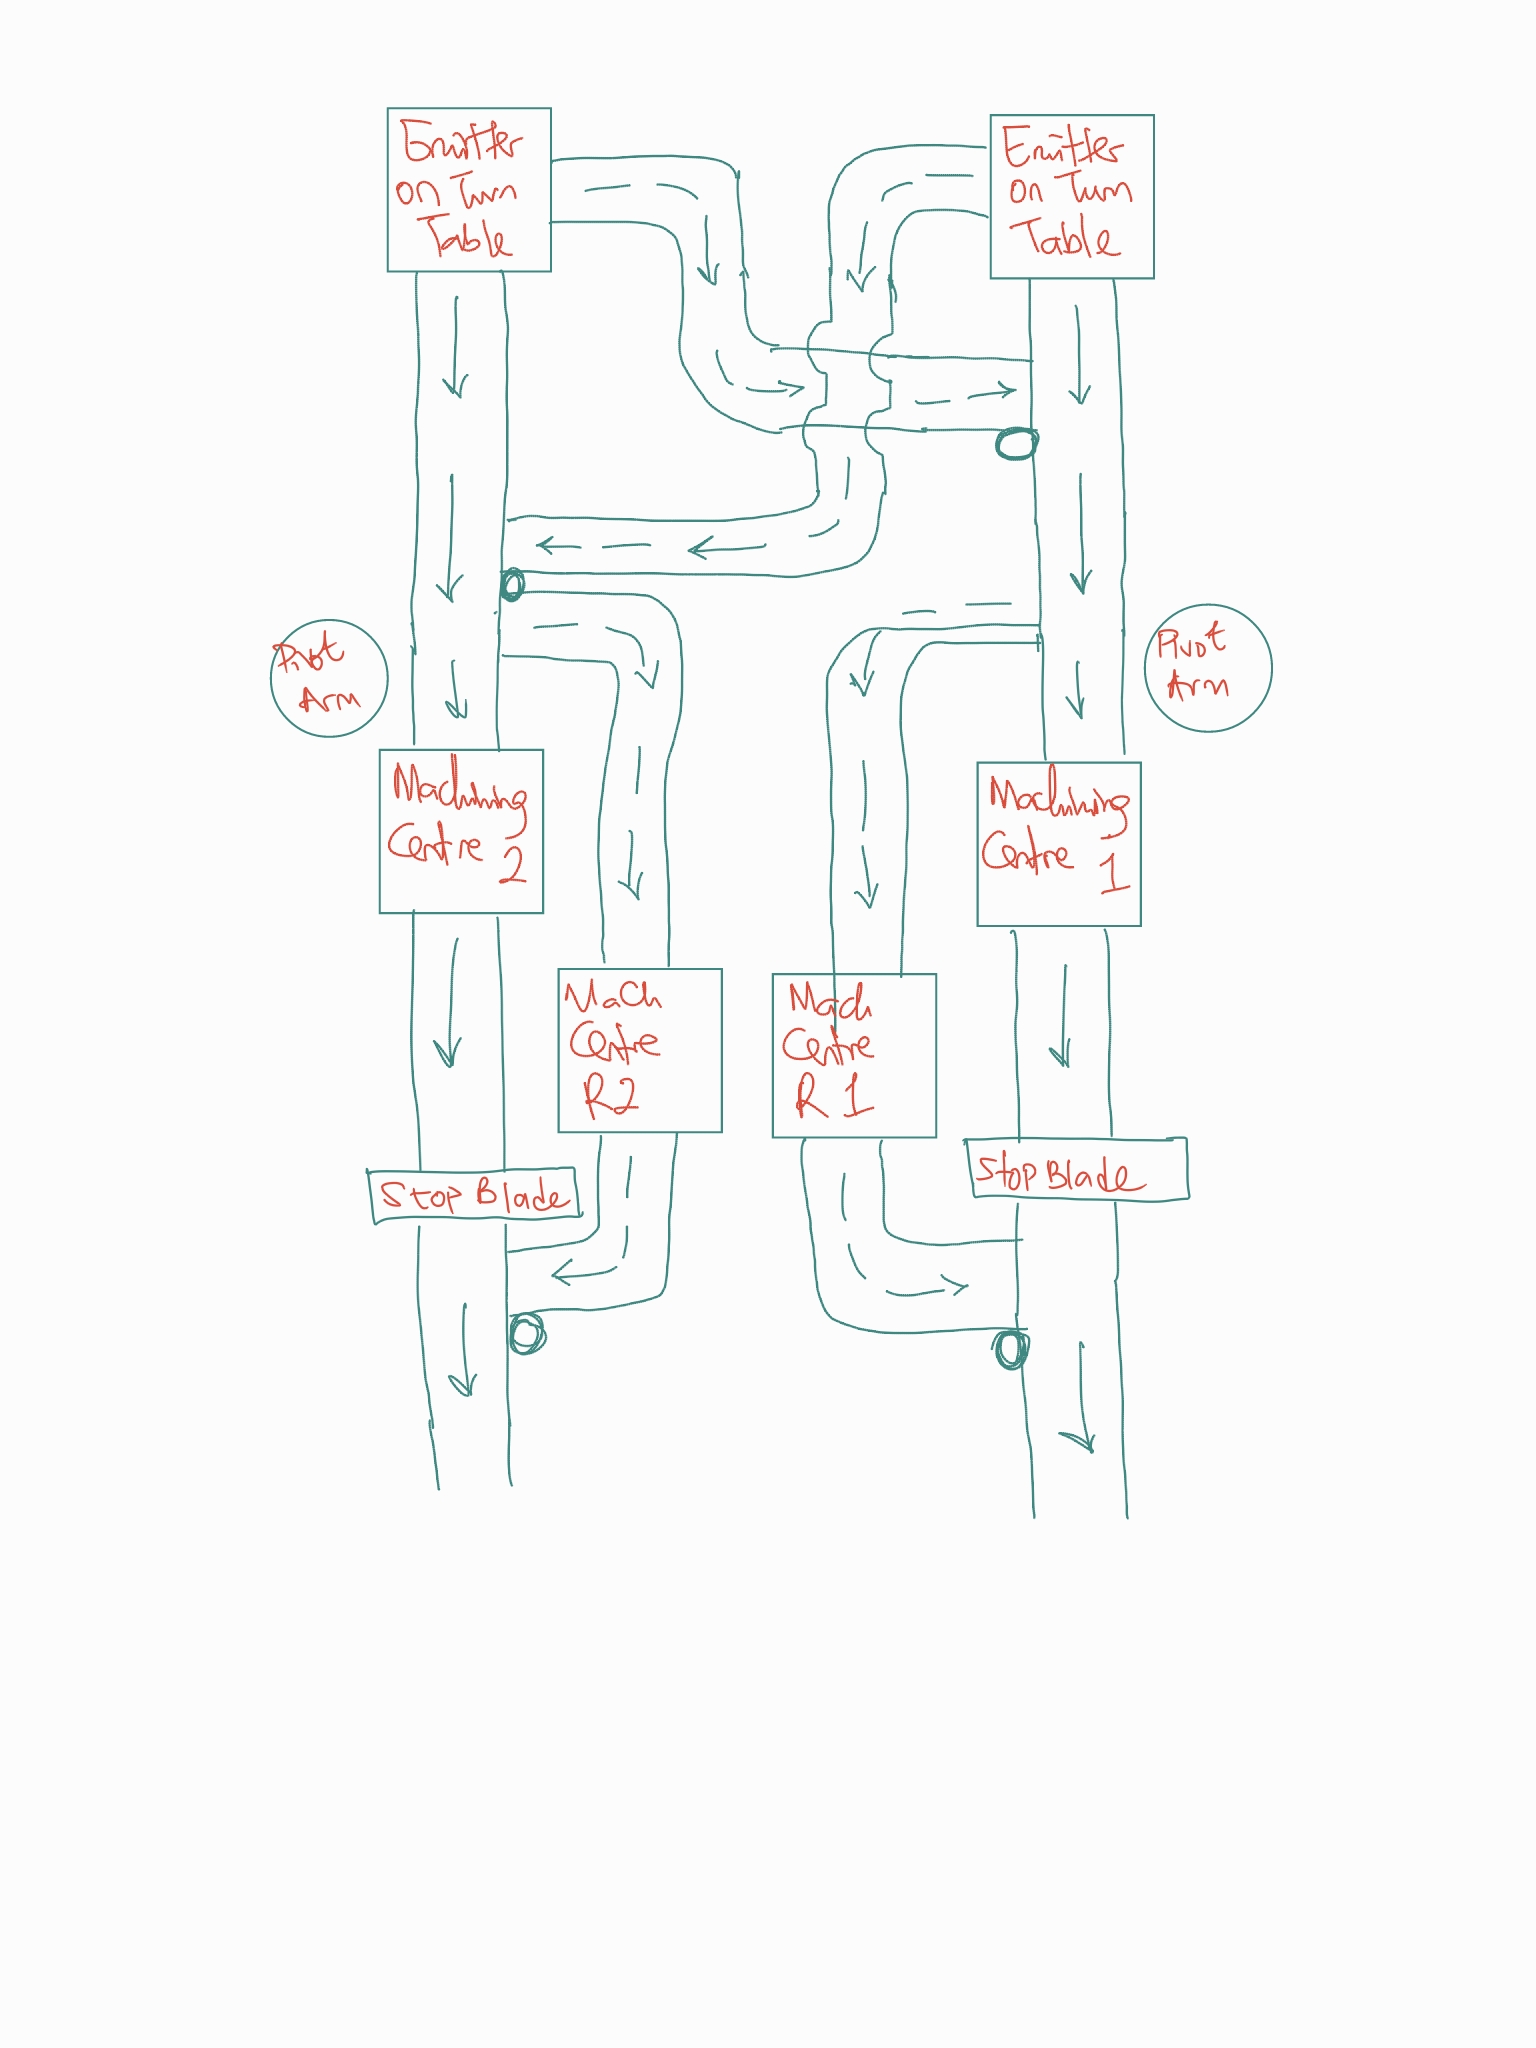 Emitter
on Turn
Table
Emitter
on Turn
Table
Pivot
Arm
Pivot
Arm
Machining
Centre 2
Machining
Centre 1
Mach
Centre
R2
Mach
Centre
R1
Stop Blade
Stop Blade